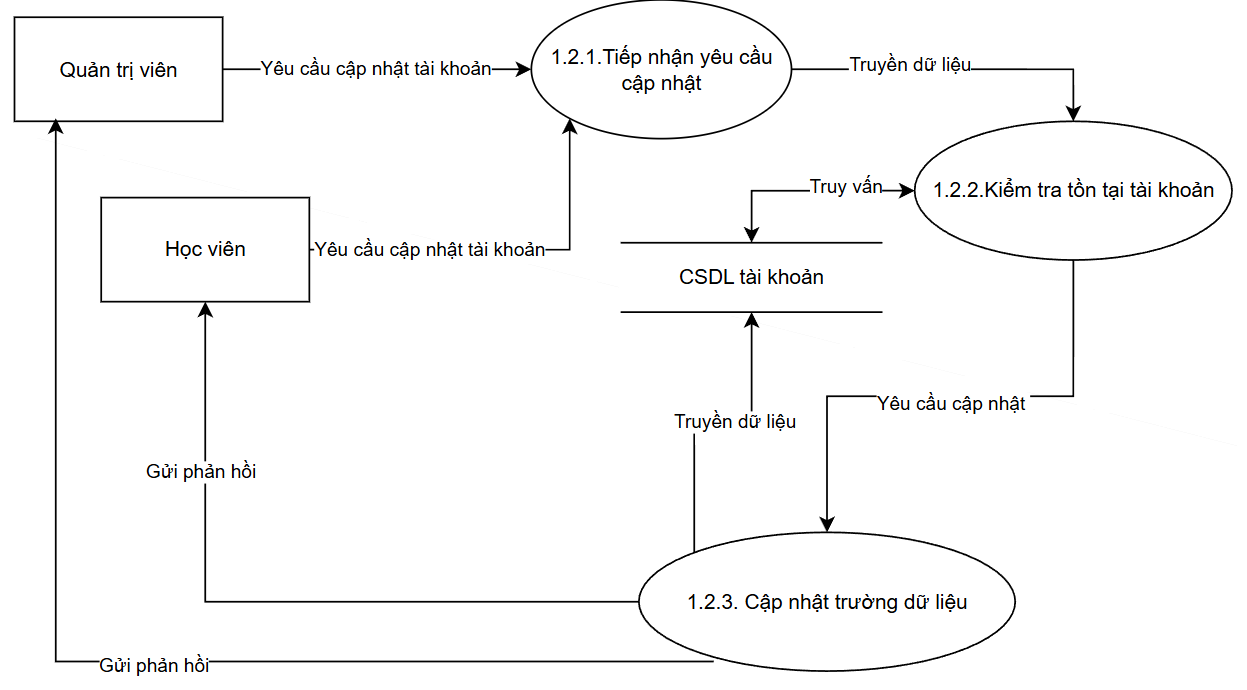 Quản trị viên
Yêu cầu cập nhật tài khoản
1.2.1.Tiếp nhận yêu cầu
cập nhật
Truyền dữ liệu
Truy vấn
1.2.2.Kiểm tra tồn tại tài khoản
Học viên
Yêu cầu cập nhật tài khoản
CSDL tài khoản
Yêu cầu cập nhật
Truyền dữ liệu
Gửi phản hồi
1.2.3. Cập nhật trường dữ liệu
Gửi phản hồi